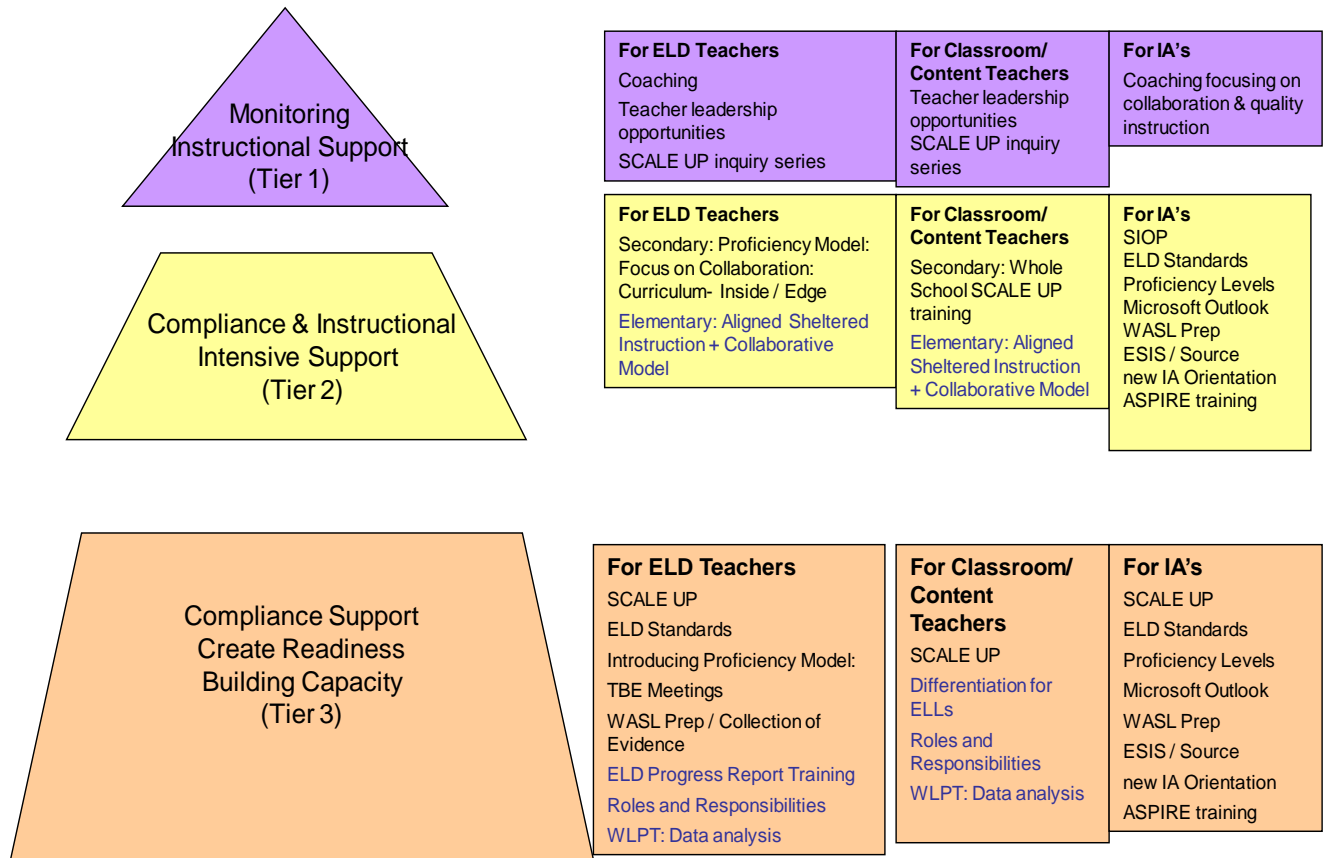 Monitoring
Instructional Support
(Tier 1)
For ELD Teachers
Coaching
Teacher leadership
opportunities
SCALE UP inquiry series
For Classroom/
Content Teachers
Teacher leadership
opportunities
SCALE UP inquiry
series
For IA's
Coaching focusing on
collaboration & quality
instruction
Compliance & Instructional
Intensive Support
(Tier 2)
For ELD Teachers
Secondary: Proficiency Model:
Focus on Collaboration:
Curriculum- Inside / Edge
Elementary: Aligned Sheltered
Instruction + Collaborative
Model
For Classroom/
Content Teachers
Secondary: Whole
School SCALE UP
training
Elementary: Aligned
Sheltered Instruction
+ Collaborative Model
For IA's
SIOP
ELD Standards
Proficiency Levels
Microsoft Outlook
WASL Prep
ESIS / Source
new IA Orientation
ASPIRE training
Compliance Support
Create Readiness
Building Capacity
(Tier 3)
For ELD Teachers
SCALE UP
ELD Standards
Introducing Proficiency Model:
TBE Meetings
WASL Prep / Collection of
Evidence
ELD Progress Report Training
Roles and Responsibilities
WLPT: Data analysis
For Classroom/
Content
Teachers
SCALE UP
Differentiation for
ELLs
Roles and
Responsibilities
WLPT: Data analysis
For IA's
SCALE UP
ELD Standards
Proficiency Levels
Microsoft Outlook
WASL Prep
ESIS / Source
new IA Orientation
ASPIRE training